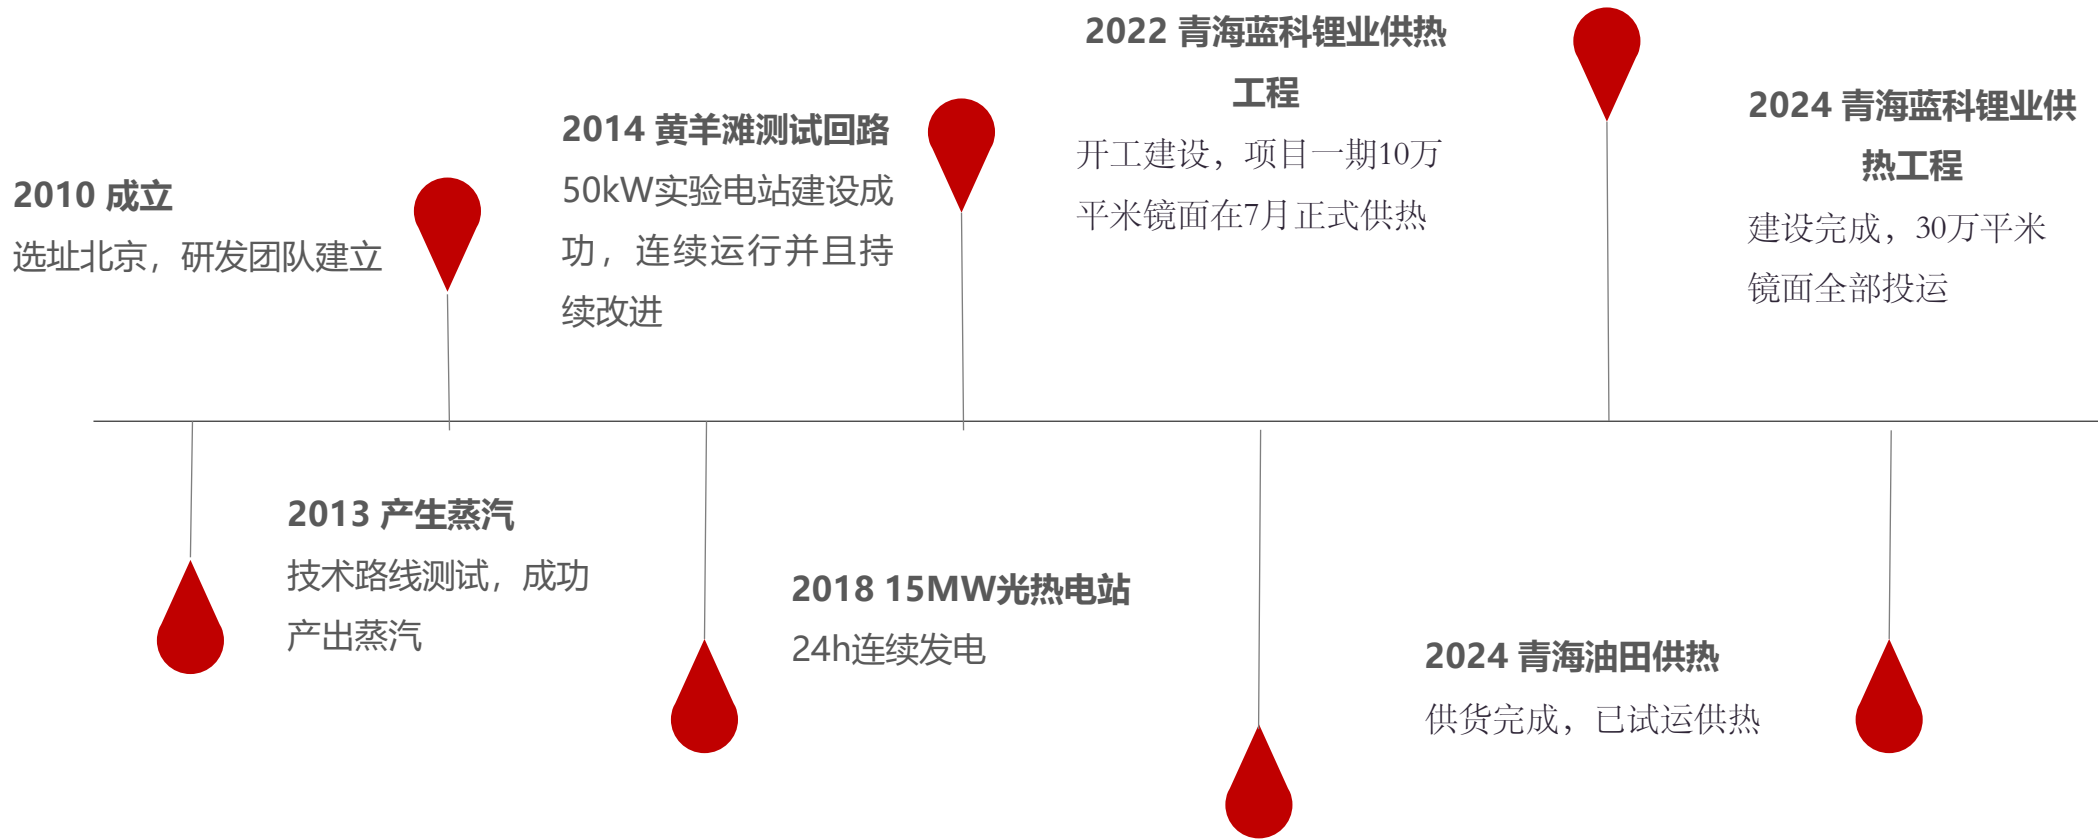 2010 成立
选址北京，研发团队建立
2013 产生蒸汽
技术路线测试，成功
产出蒸汽
2014 黄羊滩测试回路
50kW实验电站建设成
功，连续运行并且持
续改进
2018 15MW光热电站
24h连续发电
2022 青海蓝科锂业供热
工程
开工建设，项目一期10万
平米镜面在7月正式供热
2024 青海油田供热
供货完成，已试运供热
2024 青海蓝科锂业供
热工程
建设完成，30万平米
镜面全部投运